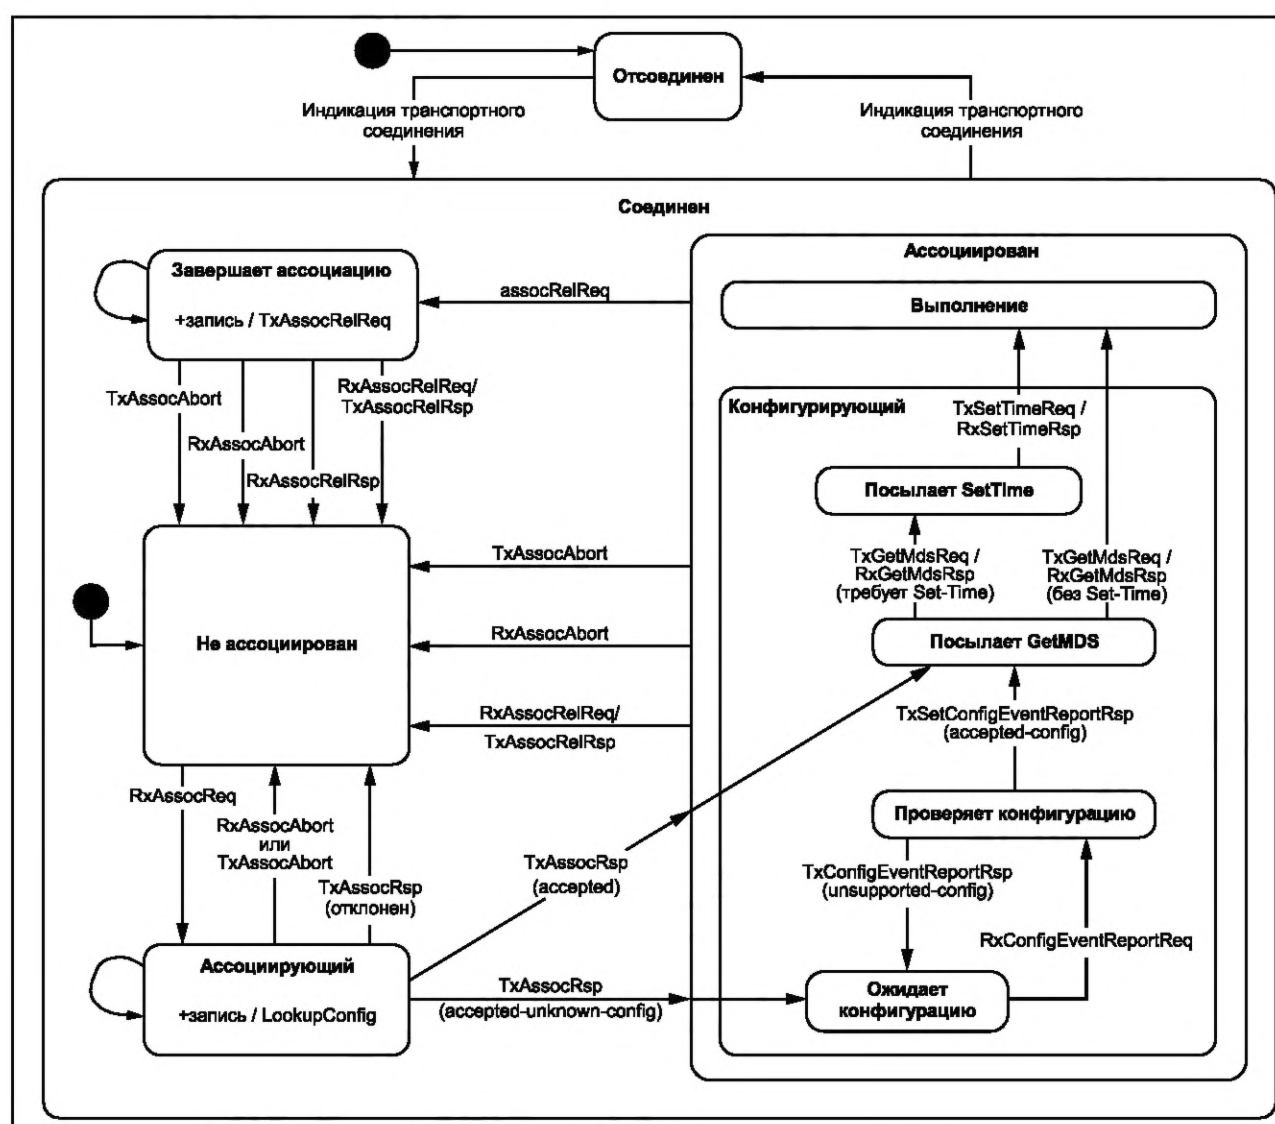 Отсоединен
Индикация транспортного
соединения
Индикация транспортного
соединения
Соединен
Завершает ассоциацию
+запись / TxAssocRelReq
assocRelReq
Ассоциирован
Выполнение
TxAssocAbort
RxAssocAbort
RxAssocRelRsp
RxAssocRelReq/
TxAssocRelRsp
Конфигурирующий
TxSetTimeReq /
RxSetTimeRsp
Посылает SetTime
TxGetMdsReq /
RxGetMdsRsp
(требует Set-Time)
TxGetMdsReq /
RxGetMdsRsp
(без Set-Time)
Не ассоциирован
TxAssocAbort
RxAssocAbort
RxAssocRelReq/
TxAssocRelRsp
Посылает GetMDS
TxSetConfigEventReportRsp
(accepted-config)
Проверяет конфигурацию
RxAssocReq
RxAssocAbort
или
TxAssocAbort
TxAssocRsp
(отклонен)
TxAssocRsp
(accepted)
TxConfigEventReportRsp
(unsupported-config)
RxConfigEventReportReq
Ассоциирующий
+запись / LookupConfig
TxAssocRsp
(accepted-unknown-config)
Ожидает
конфигурацию